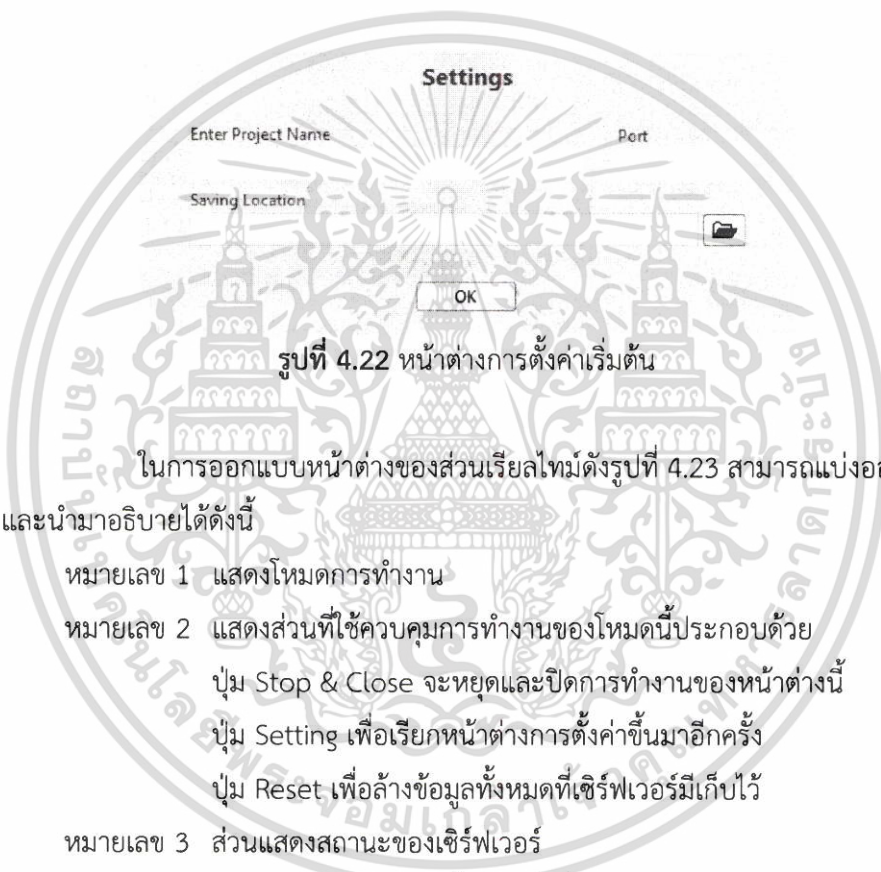 Settings
Enter Project Name Port
Saving Location
OK
รูปที่ 4.22 หน้าต่างการตั้งค่าเริ่มต้น
ในการออกแบบหน้าต่างของส่วนเรียลไทม์ดังรูปที่ 4.23 สามารถแบ่งออ
และนำมาอธิบายได้ดังนี้
หมายเลข 1 แสดงโหมดการทำงาน
หมายเลข 2 แสดงส่วนที่ใช้ควบคุมการทำงานของโหมดนี้ประกอบด้วย
ปุ่ม Stop & Close จะหยุดและปิดการทำงานของหน้าต่างนี้
ปุ่ม Setting เพื่อเรียกหน้าต่างการตั้งค่าขึ้นมาอีกครั้ง
ปุ่ม Reset เพื่อล้างข้อมูลทั้งหมดที่เซิร์ฟเวอร์มีเก็บไว้
หมายเลข 3 ส่วนแสดงสถานะของเซิร์ฟเวอร์